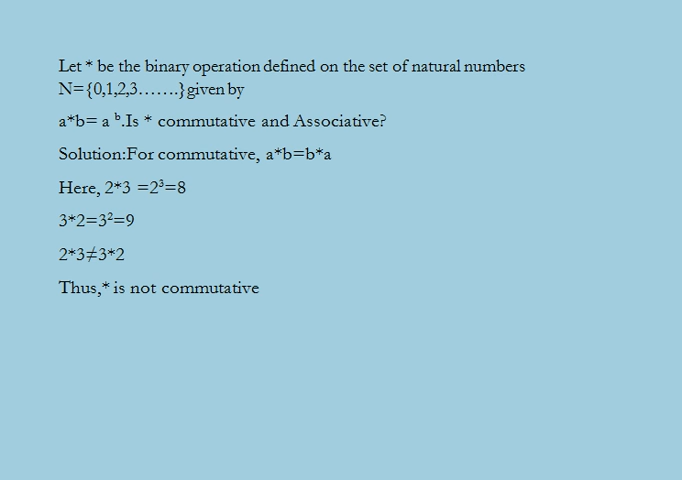 Let * be the binary operation defined on the set of natural numbers
N={0,1,2,3…….}given by
a*b= a ᵇ.Is * commutative and Associative?
Solution:For commutative, a*b=b*a
Here, 2*3 =2³=8
3*2=3²=9
2*3≠3*2
Thus,* is not commutative